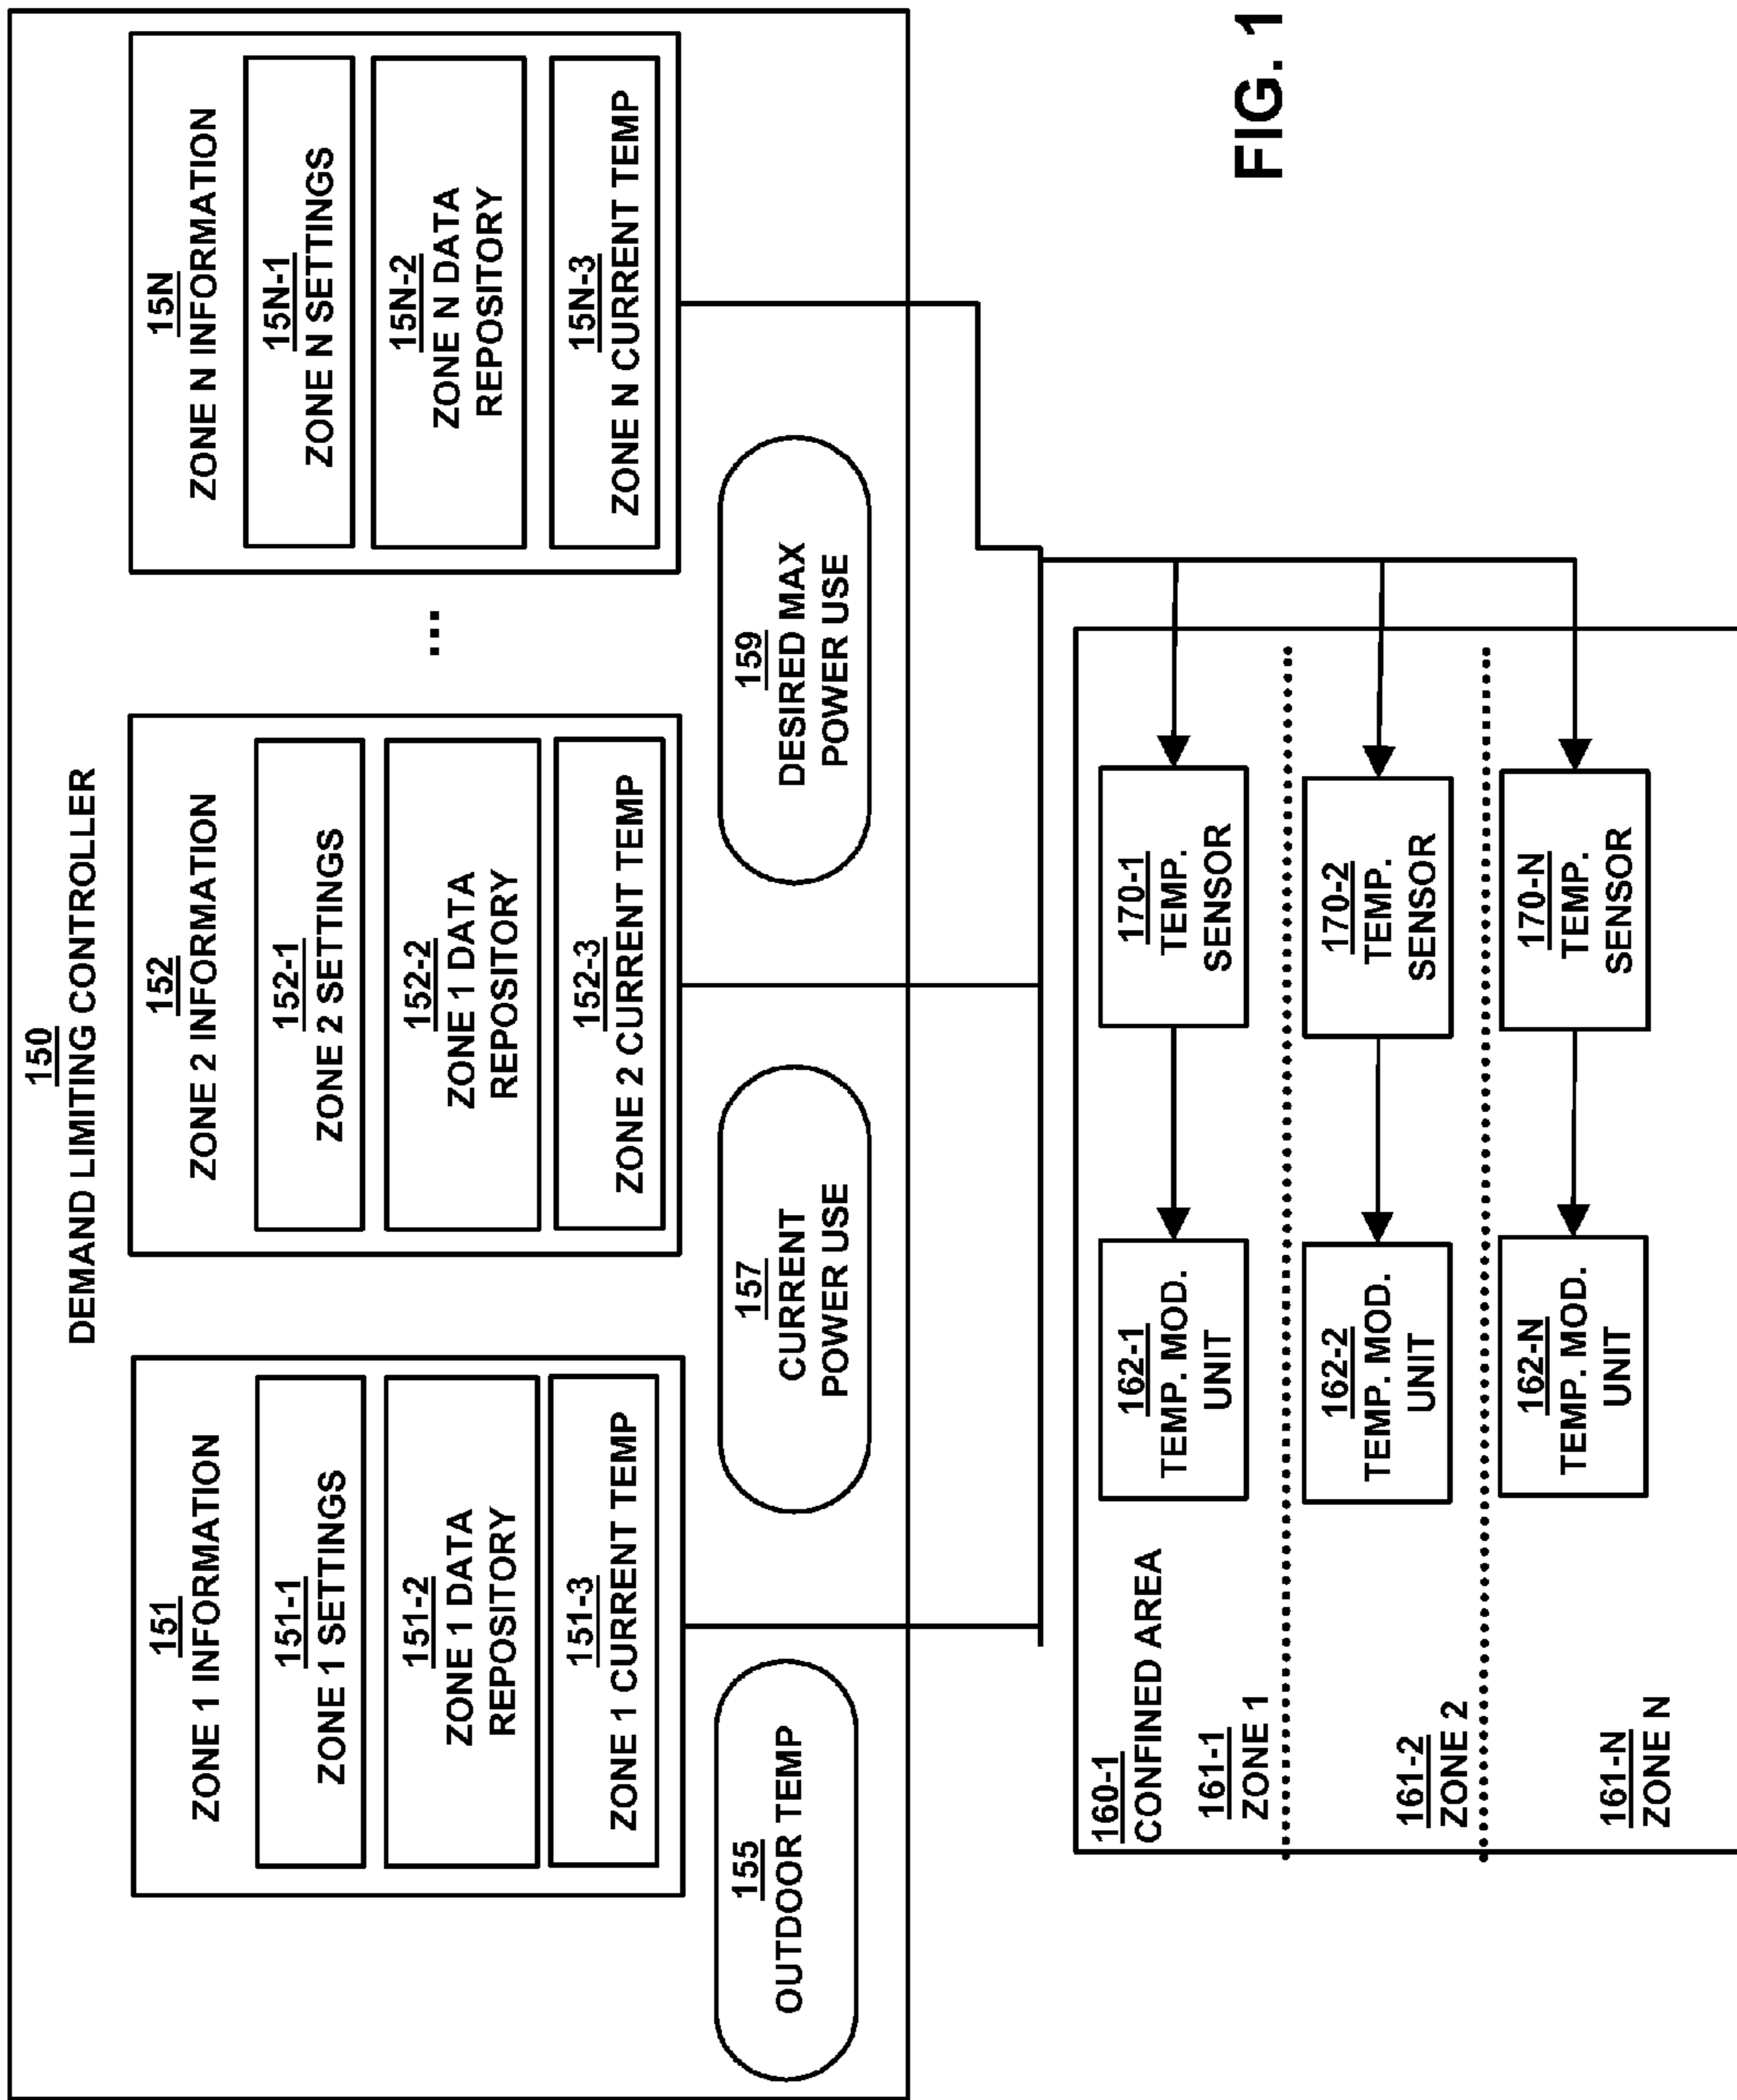 150
DEMAND LIMITING CONTROLLER
151
ZONE 1 INFORMATION
151-1
ZONE 1 SETTINGS
151-2
ZONE 1 DATA
REPOSITORY
151-3
ZONE 1 CURRENT TEMP
152
ZONE 2 INFORMATION
152-1
ZONE 2 SETTINGS
152-2
ZONE 1 DATA
REPOSITORY
152-3
ZONE 2 CURRENT TEMP
...
15N
ZONE N INFORMATION
15N-1
ZONE N SETTINGS
15N-2
ZONE N DATA
REPOSITORY
15N-3
ZONE N CURRENT TEMP
155
OUTDOOR TEMP
157
CURRENT
POWER USE
159
DESIRED MAX
POWER USE
160-1
CONFINED AREA
161-1
ZONE 1
162-1
TEMP. MOD.
UNIT
170-1
TEMP.
SENSOR
161-2
ZONE 2
162-2
TEMP. MOD.
UNIT
170-2
TEMP.
SENSOR
161-N
ZONE N
162-N
TEMP. MOD.
UNIT
170-N
TEMP.
SENSOR
FIG. 1